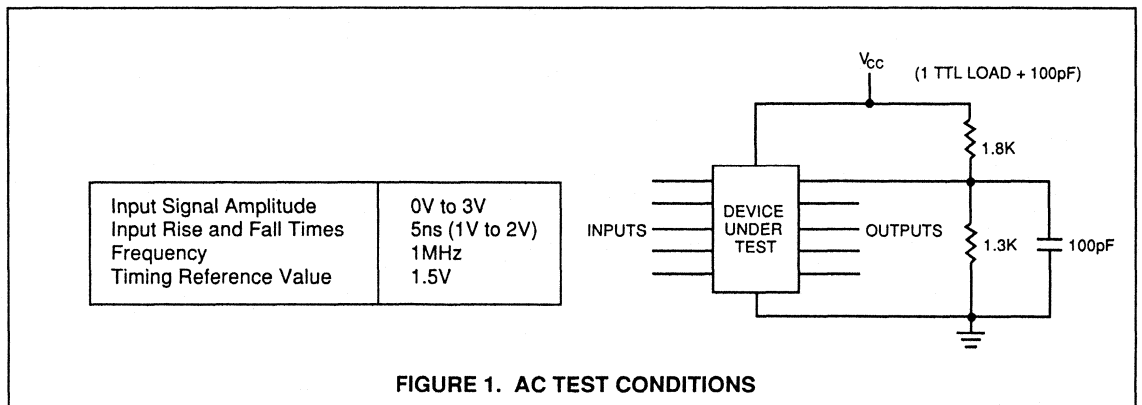 Input Signal Amplitude 0V to 3V
Input Rise and Fall Times 5ns (1V to 2V)
Frequency 1MHz
Timing Reference Value 1.5V
VCC
(1 TTL LOAD + 100pF)
1.8K
INPUTS
DEVICE
UNDER
TEST
OUTPUTS
1.3K
100pF
FIGURE 1. AC TEST CONDITIONS